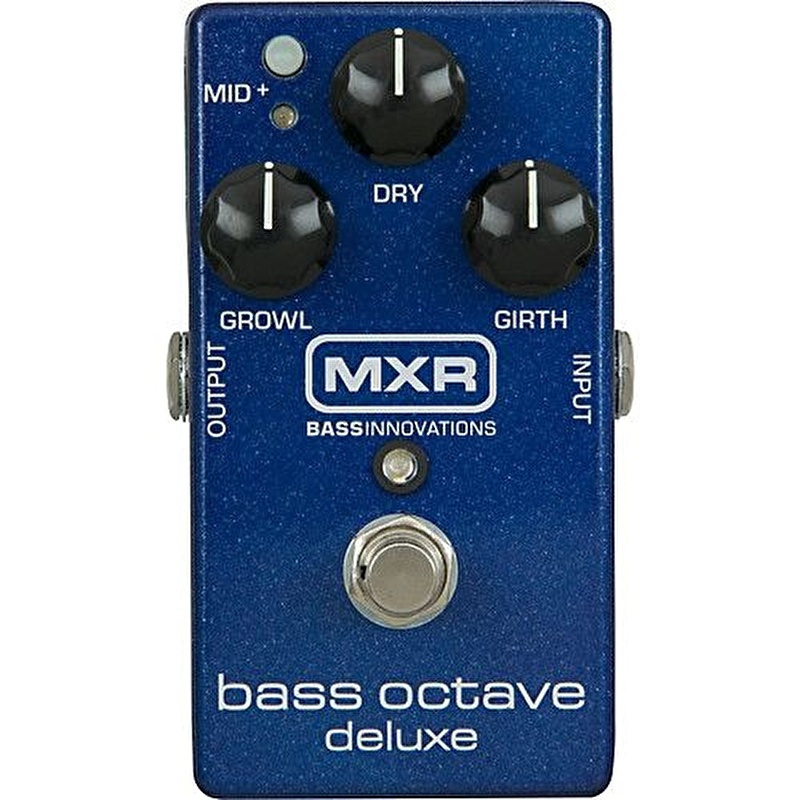 MID+
DRY
GROWL
GIRTH
OUTPUT
INPUT
MXR
BASSINNOVATIONS
bass octave
deluxe